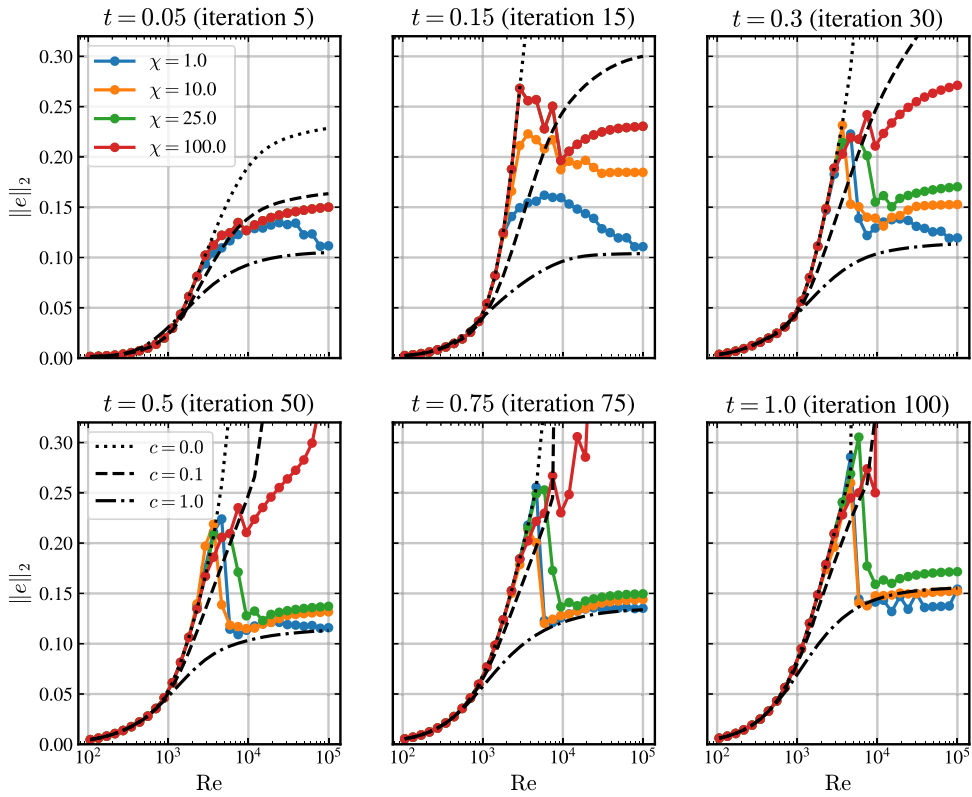 t = 0.05 (iteration 5)
t = 0.15 (iteration 15)
t = 0.3 (iteration 30)
0.30
0.25
0.20
0.15
0.10
0.05
0.00
‖e‖₂
χ = 1.0
χ = 10.0
χ = 25.0
χ = 100.0
t = 0.5 (iteration 50)
t = 0.75 (iteration 75)
t = 1.0 (iteration 100)
0.30
0.25
0.20
0.15
0.10
0.05
0.00
‖e‖₂
c = 0.0
c = 0.1
c = 1.0
10² 10³ 10⁴ 10⁵
10² 10³ 10⁴ 10⁵
10² 10³ 10⁴ 10⁵
Re
Re
Re